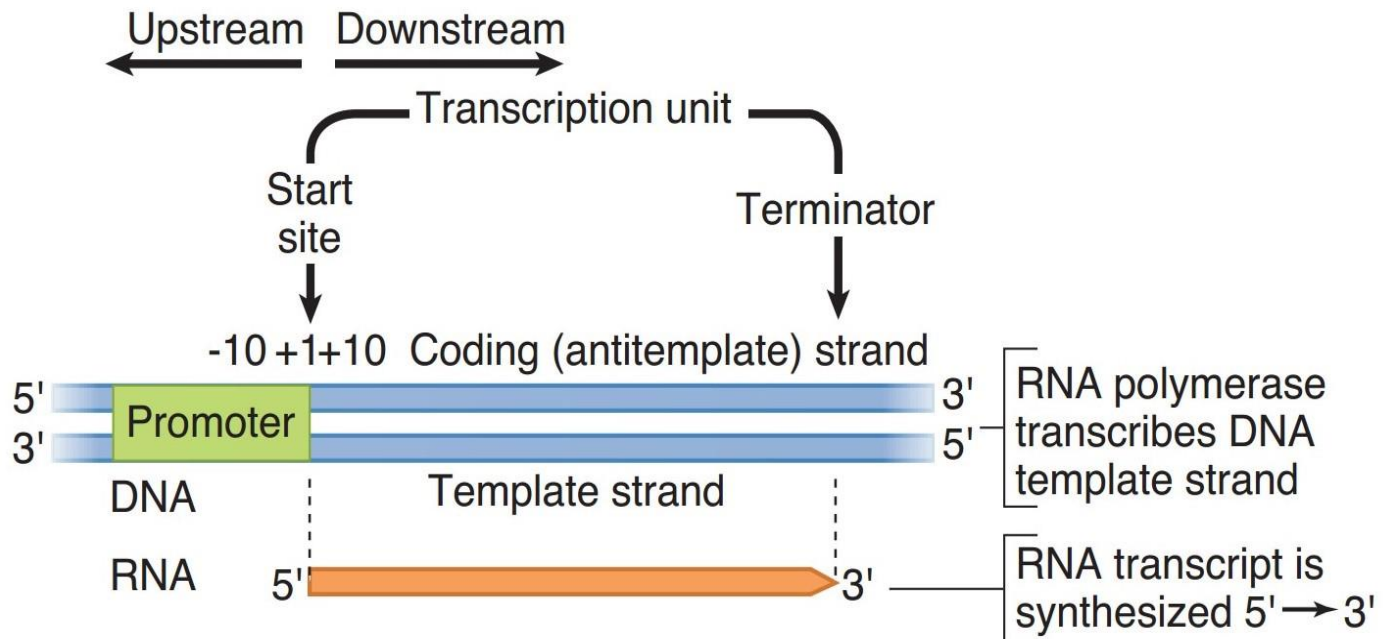 Upstream Downstream
Transcription unit
Start
site
Terminator
-10 +1+10 Coding (antitemplate) strand
5'
3'
Promoter
3'
5'
RNA polymerase
transcribes DNA
template strand
DNA
Template strand
RNA
5'
3'
RNA transcript is
synthesized 5' → 3'